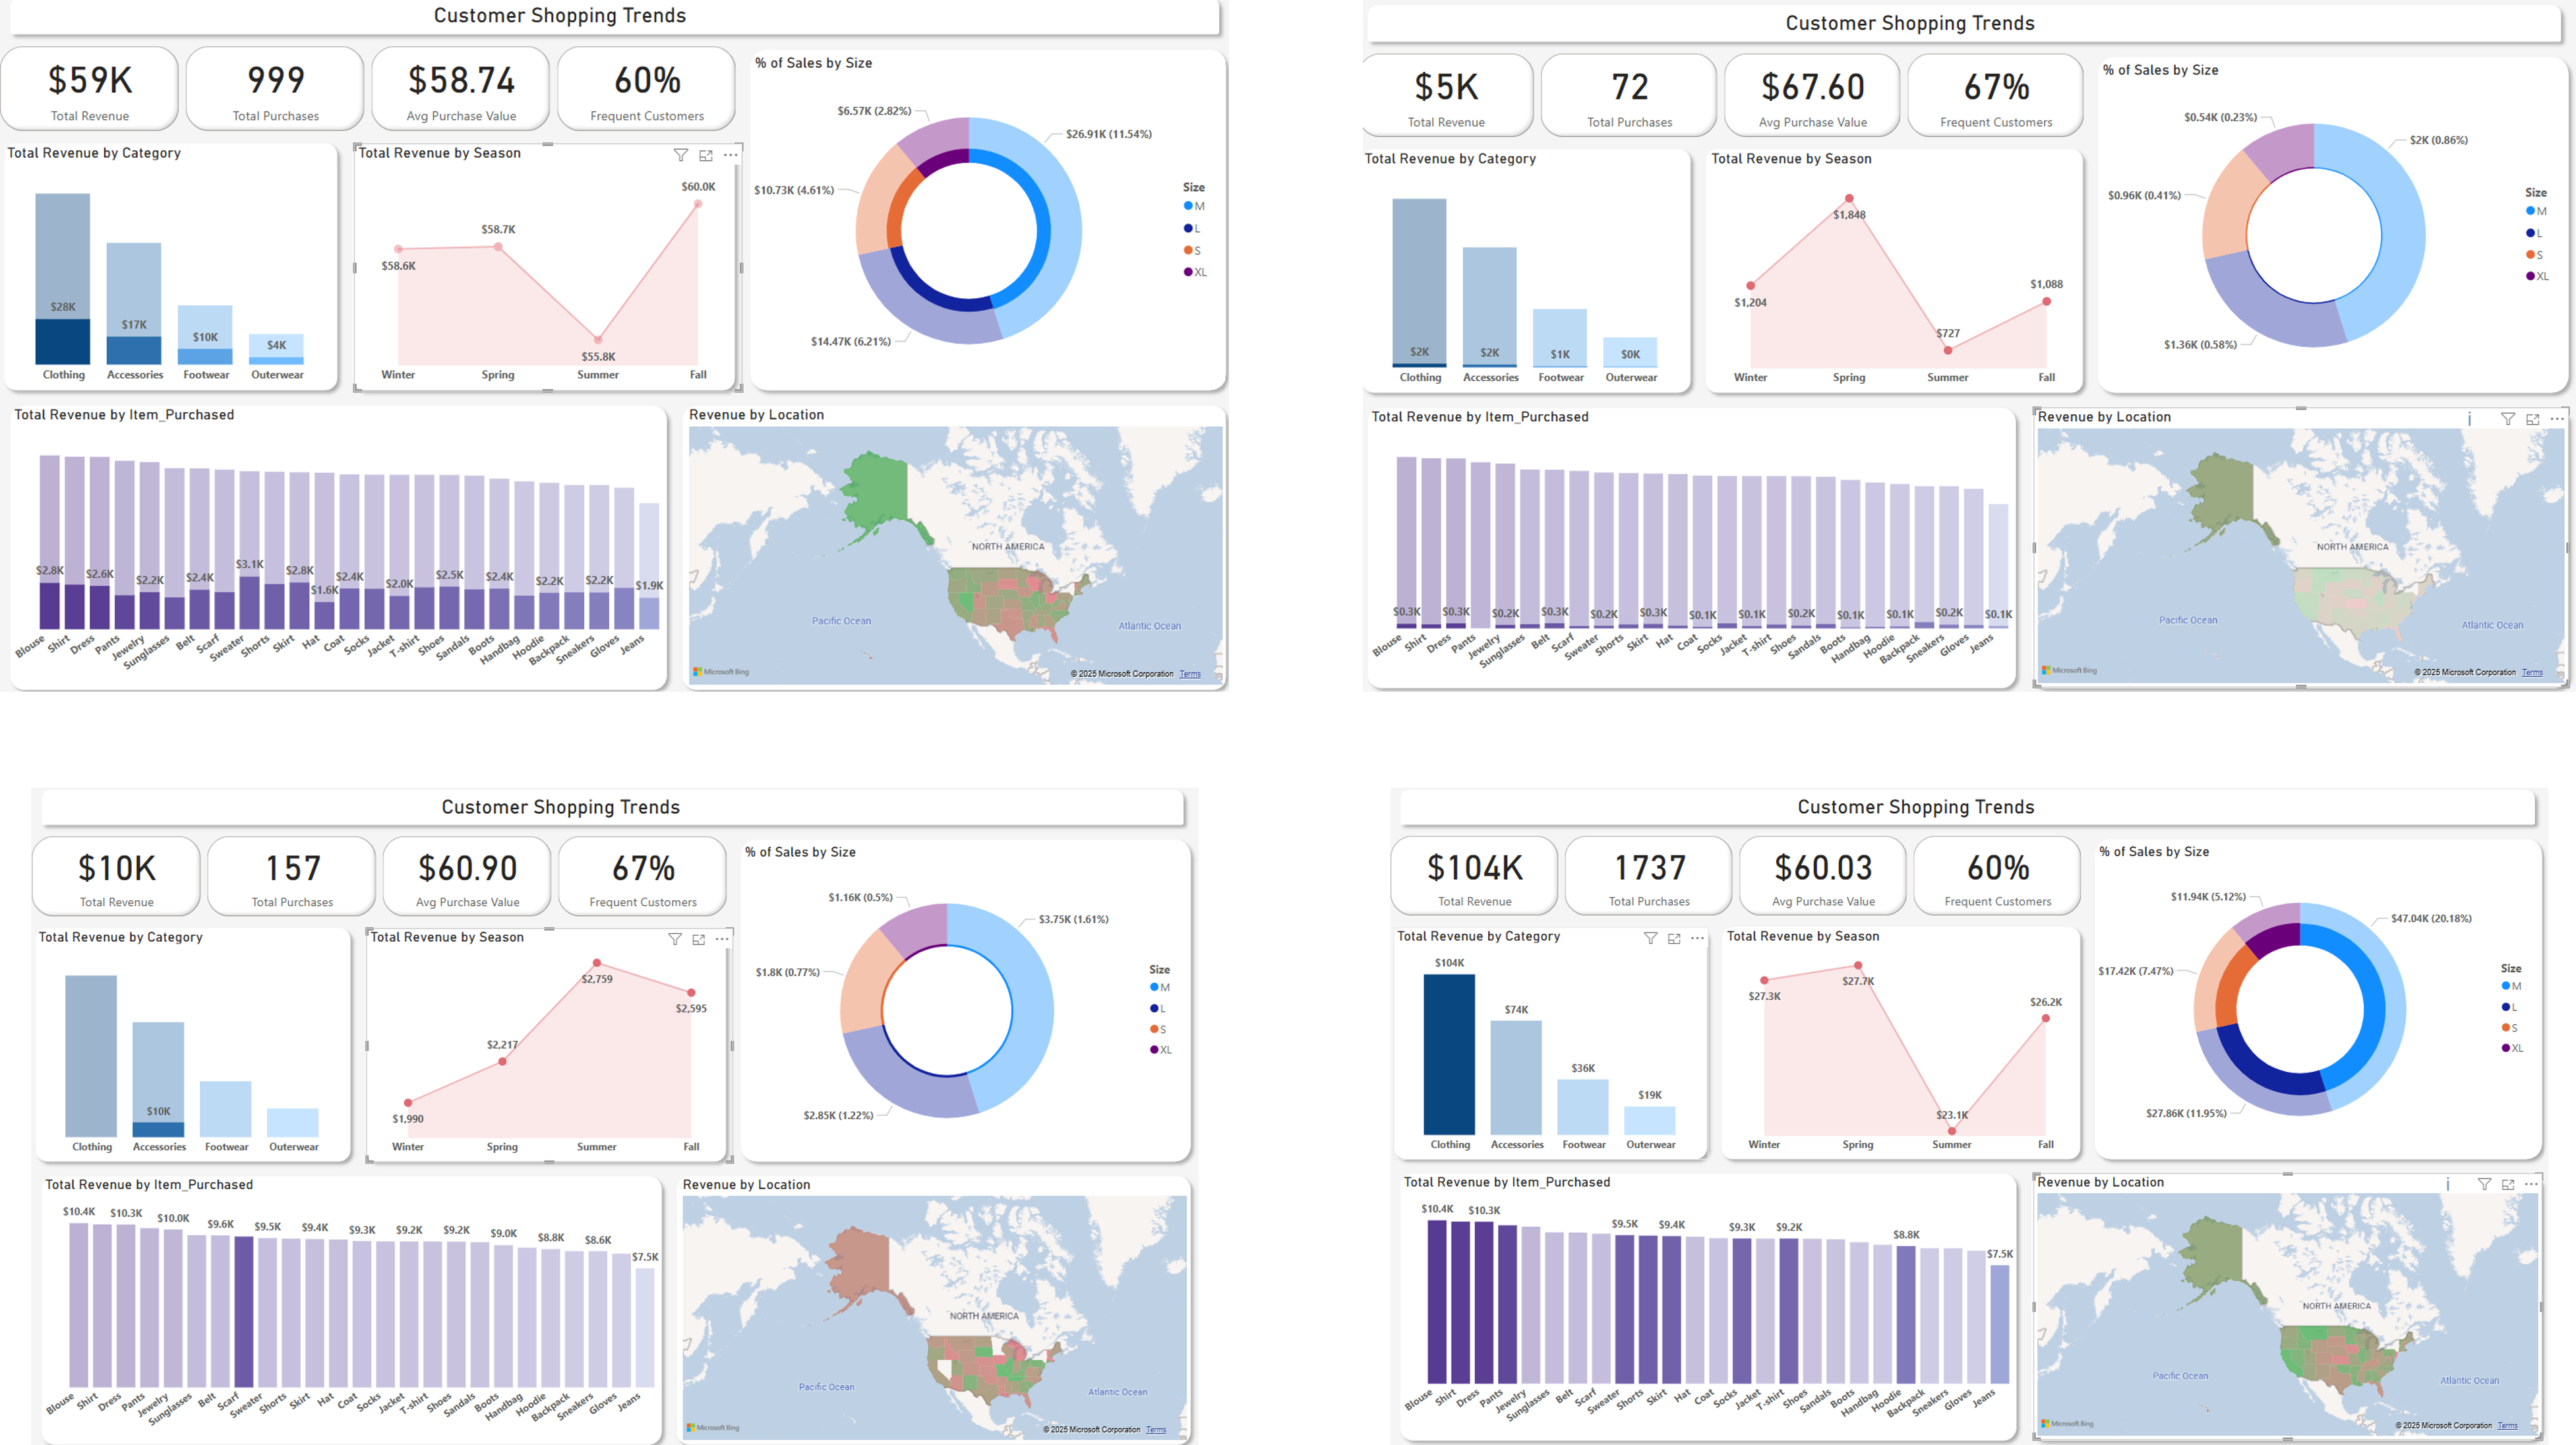 Customer Shopping Trends
$59K
Total Revenue
999
Total Purchases
$58.74
Avg Purchase Value
60%
Frequent Customers
Total Revenue by Category
$28K
$17K
$10K
$4K
Clothing Accessories Footwear Outerwear
Total Revenue by Season
$60.0K
$58.7K
$58.6K
$55.8K
Winter Spring Summer Fall
% of Sales by Size
$6.57K (2.82%)
$26.91K (11.54%)
$10.73K (4.61%)
$14.47K (6.21%)
Size
M
L
S
XL
Total Revenue by Item_Purchased
$2.8K $2.6K $2.2K $2.4K $3.1K $2.8K $1.6K $2.4K $2.0K $2.5K $2.4K $2.2K $2.2K $1.9K
Blouse Shirt Dress Pants Jewelry Sunglasses Belt Scarf Sweater Shorts Skirt Hat Coat Socks Jacket T-shirt Shoes Sandals Boots Handbag Hoodie Backpack Sneakers Gloves Jeans
Revenue by Location
NORTH AMERICA
Pacific Ocean
Atlantic Ocean
Microsoft Bing
© 2025 Microsoft Corporation Terms
Customer Shopping Trends
$5K
Total Revenue
72
Total Purchases
$67.60
Avg Purchase Value
67%
Frequent Customers
Total Revenue by Category
$2K $2K $1K $0K
Clothing Accessories Footwear Outerwear
Total Revenue by Season
$1,848
$1,204
$1,088
$727
Winter Spring Summer Fall
% of Sales by Size
$0.54K (0.23%)
$2K (0.86%)
$0.96K (0.41%)
$1.36K (0.58%)
Size
M
L
S
XL
Total Revenue by Item_Purchased
$0.3K $0.3K $0.2K $0.3K $0.2K $0.3K $0.1K $0.1K $0.2K $0.1K $0.1K $0.2K $0.1K
Blouse Shirt Dress Pants Jewelry Sunglasses Belt Scarf Sweater Shorts Skirt Hat Coat Socks Jacket T-shirt Shoes Sandals Boots Handbag Hoodie Backpack Sneakers Gloves Jeans
Revenue by Location
NORTH AMERICA
Pacific Ocean
Atlantic Ocean
Microsoft Bing
© 2025 Microsoft Corporation Terms
Customer Shopping Trends
$10K
Total Revenue
157
Total Purchases
$60.90
Avg Purchase Value
67%
Frequent Customers
Total Revenue by Category
$10K
Clothing Accessories Footwear Outerwear
Total Revenue by Season
$2,759
$2,595
$2,217
$1,990
Winter Spring Summer Fall
% of Sales by Size
$1.16K (0.5%)
$3.75K (1.61%)
$1.8K (0.77%)
$2.85K (1.22%)
Size
M
L
S
XL
Total Revenue by Item_Purchased
$10.4K $10.3K $10.0K $9.6K $9.5K $9.4K $9.3K $9.2K $9.2K $9.0K $8.8K $8.6K $7.5K
Blouse Shirt Dress Pants Jewelry Sunglasses Belt Scarf Sweater Shorts Skirt Hat Coat Socks Jacket T-shirt Shoes Sandals Boots Handbag Hoodie Backpack Sneakers Gloves Jeans
Revenue by Location
NORTH AMERICA
Pacific Ocean
Atlantic Ocean
Microsoft Bing
© 2025 Microsoft Corporation Terms
Customer Shopping Trends
$104K
Total Revenue
1737
Total Purchases
$60.03
Avg Purchase Value
60%
Frequent Customers
Total Revenue by Category
$104K
$74K
$36K
$19K
Clothing Accessories Footwear Outerwear
Total Revenue by Season
$27.3K
$27.7K
$26.2K
$23.1K
Winter Spring Summer Fall
% of Sales by Size
$11.94K (5.12%)
$47.04K (20.18%)
$17.42K (7.47%)
$27.86K (11.95%)
Size
M
L
S
XL
Total Revenue by Item_Purchased
$10.4K $10.3K $9.5K $9.4K $9.3K $9.2K $8.8K $7.5K
Blouse Shirt Dress Pants Jewelry Sunglasses Belt Scarf Sweater Shorts Skirt Hat Coat Socks Jacket T-shirt Shoes Sandals Boots Handbag Hoodie Backpack Sneakers Gloves Jeans
Revenue by Location
NORTH AMERICA
Pacific Ocean
Atlantic Ocean
Microsoft Bing
© 2025 Microsoft Corporation Terms